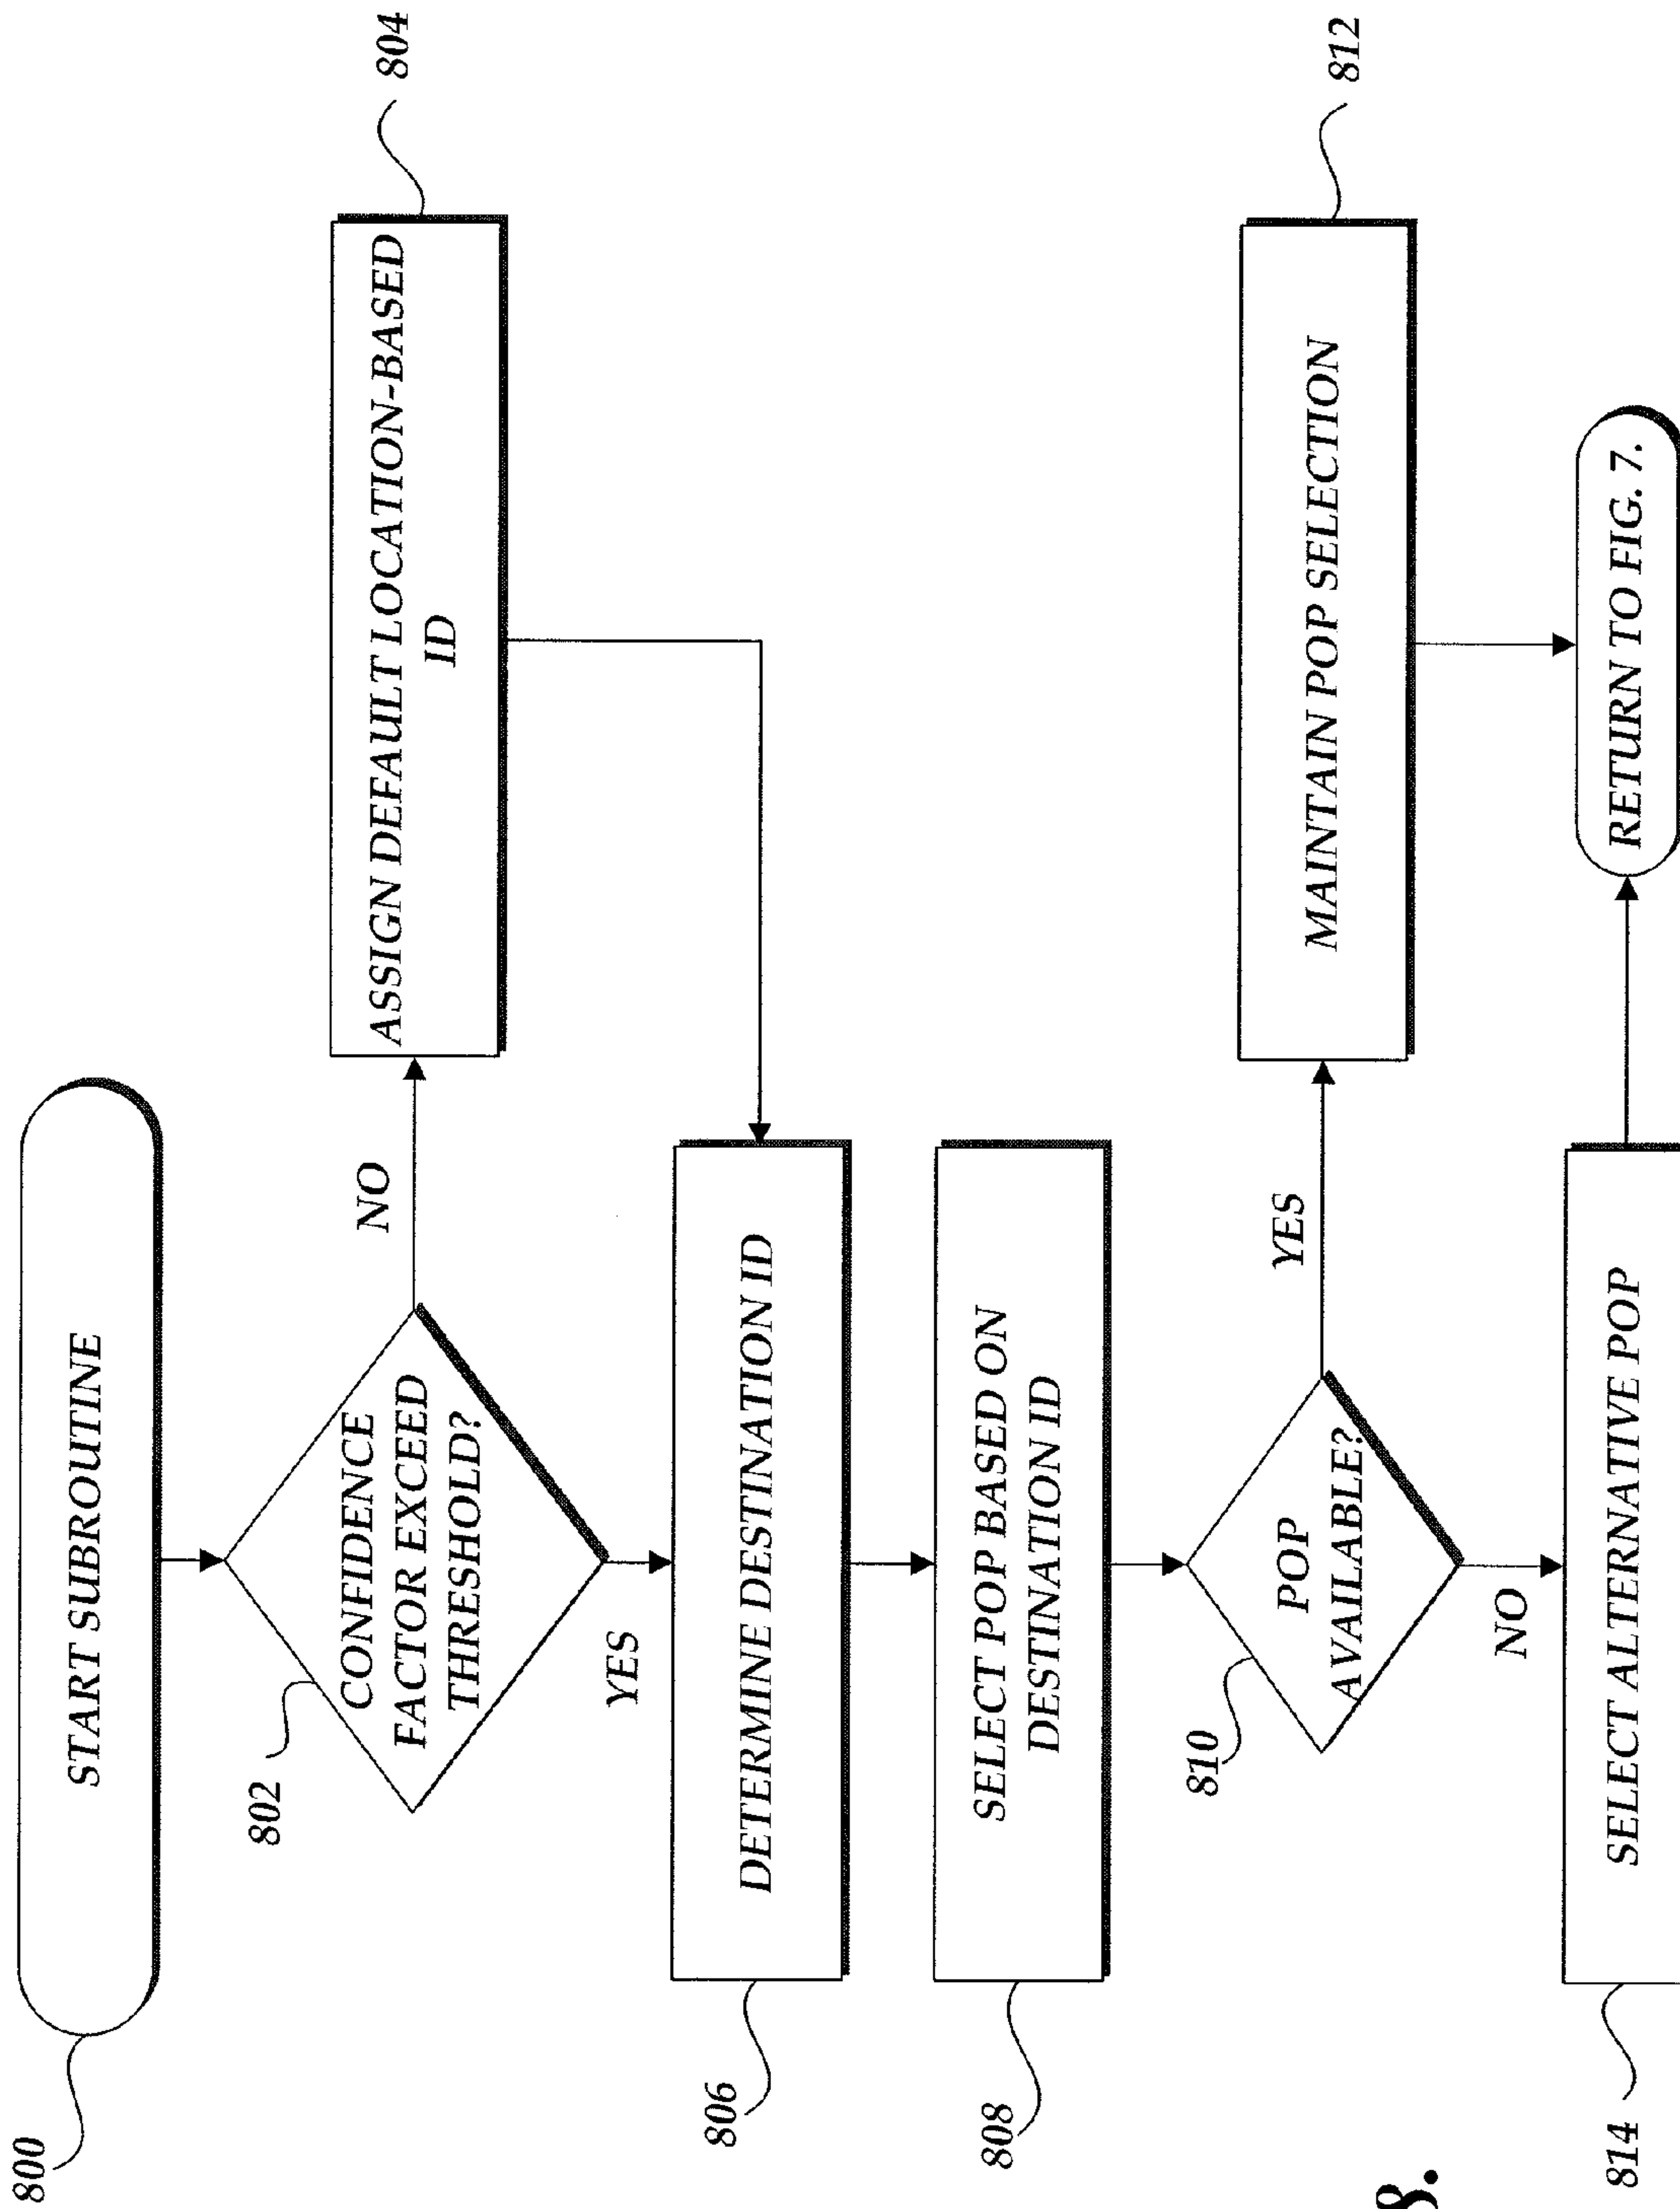 800
START SUBROUTINE
802
CONFIDENCE
FACTOR EXCEED
THRESHOLD?
NO
ASSIGN DEFAULT LOCATION-BASED
ID
804
YES
806
DETERMINE DESTINATION ID
808
SELECT POP BASED ON
DESTINATION ID
810
POP
AVAILABLE?
YES
MAINTAIN POP SELECTION
812
NO
814
SELECT ALTERNATIVE POP
RETURN TO FIG. 7.
8.